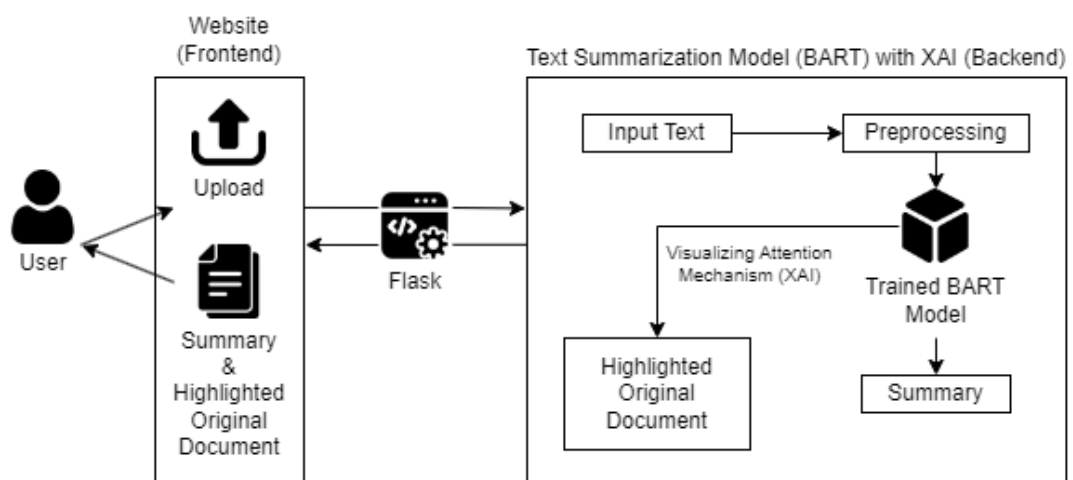 Website
(Frontend)
Text Summarization Model (BART) with XAI (Backend)
Upload
User
Summary
&
Highlighted
Original
Document
</>
Flask
Input Text
Preprocessing
Visualizing Attention
Mechanism (XAI)
Trained BART
Model
Highlighted
Original
Document
Summary